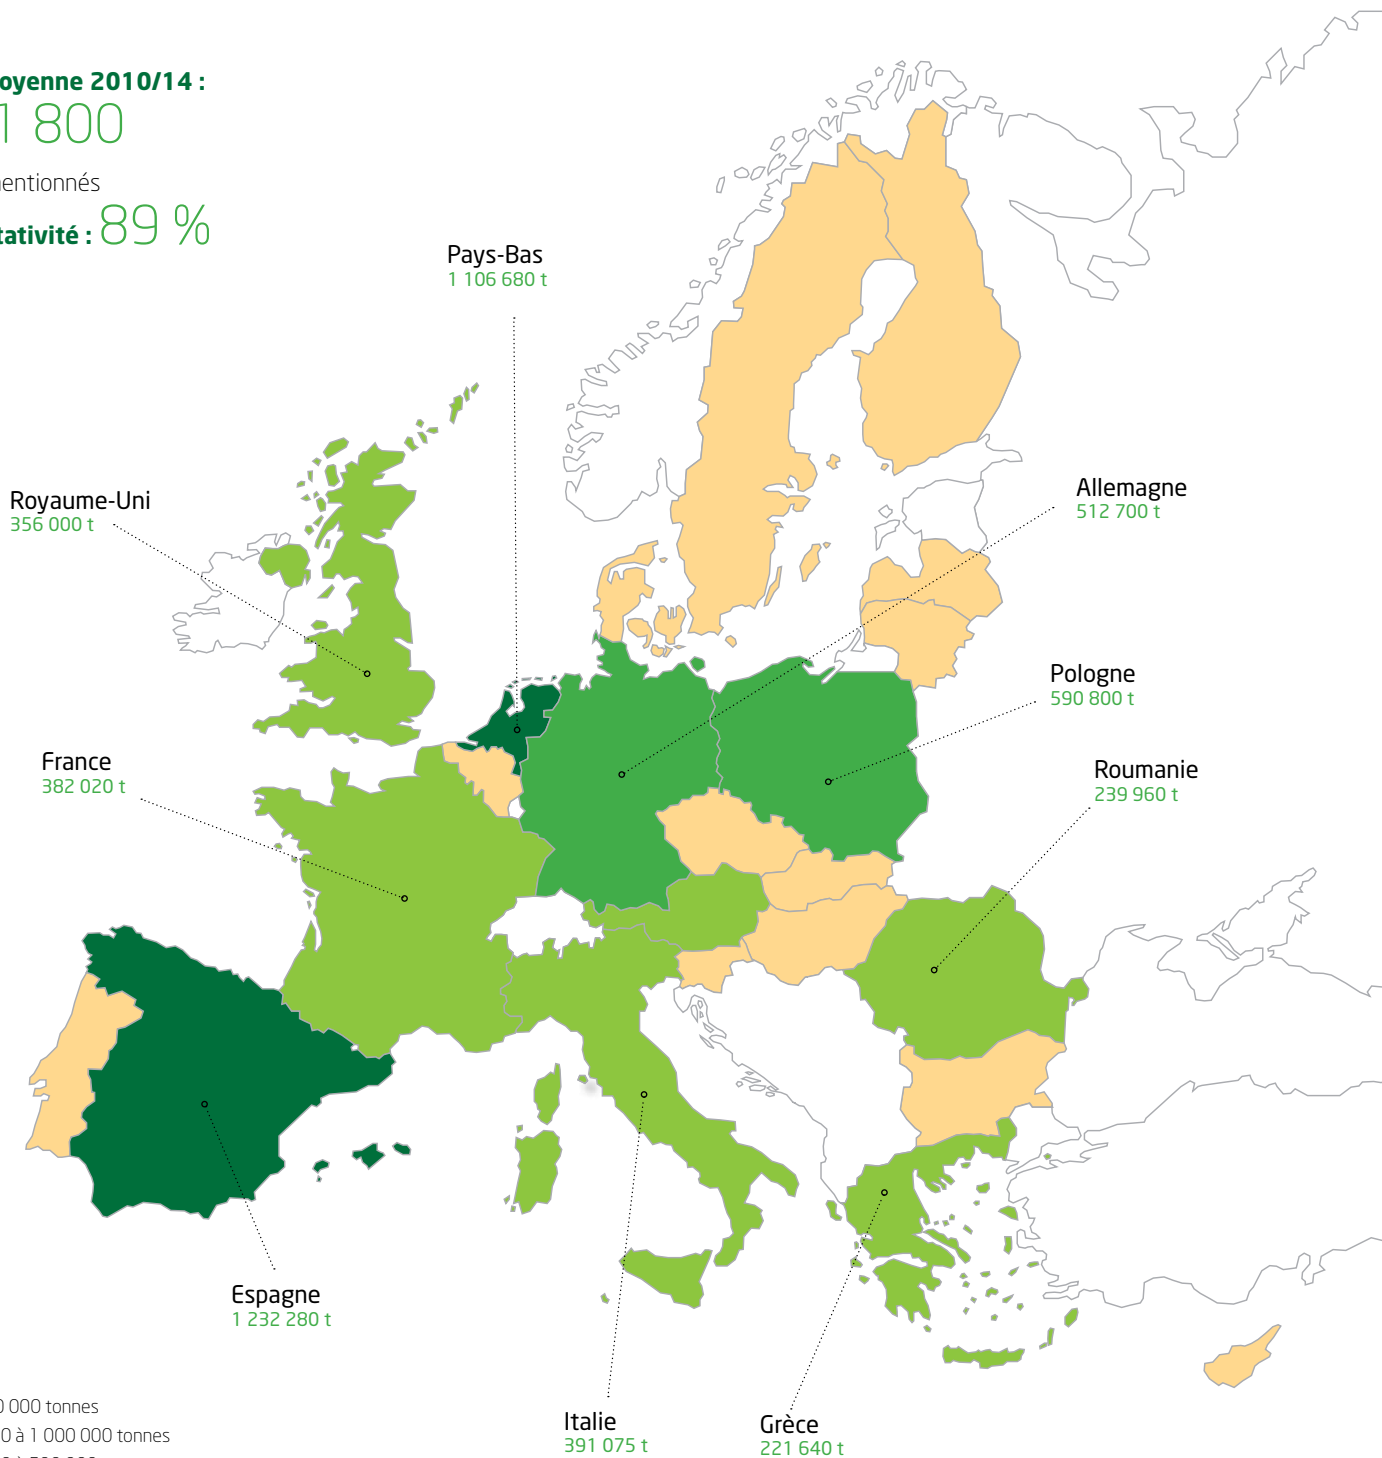 oyenne 2010/14 :
1 800
entionnés
tativité : 89 %
Pays-Bas
1 106 680 t
Allemagne
512 700 t
Royaume-Uni
356 000 t
Pologne
590 800 t
France
382 020 t
Roumanie
239 960 t
Espagne
1 232 280 t
Italie
391 075 t
Grèce
221 640 t
0 000 tonnes
0 à 1 000 000 tonnes